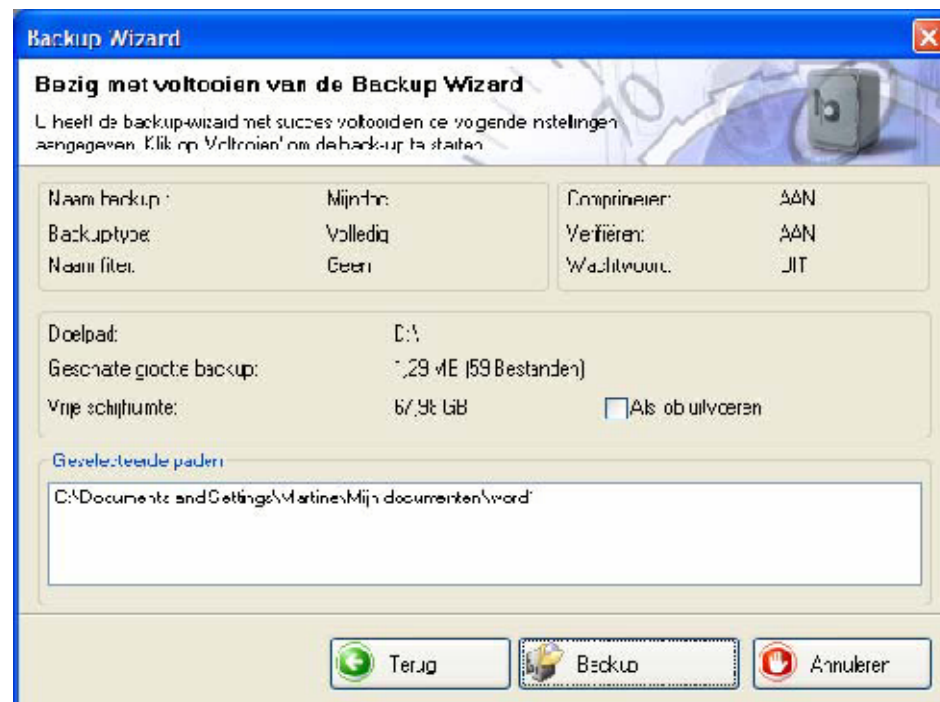 Backup Wizard
Bezig met voltooien van de Backup Wizard
U heeft de backup-wizard met succes voltooid en de volgende instellingen
aangegeven. Klik op 'Voltooien' om de back-up te starten
Naam backup : Mijndoc
Backuptype: Volledig
Naam filter: Geen
Comprimeren: AAN
Verifiëren: AAN
Wachtwoord: UIT
Doelpad: D:\
Geschatte grootte backup: 1,29 MB (59 Bestanden)
Vrije schijfruimte: 67,98 GB
Als job uitvoeren
Geselecteerde paden
C:\Documents and Settings\Martine\Mijn documenten\word\
Terug
Backup
Annuleren